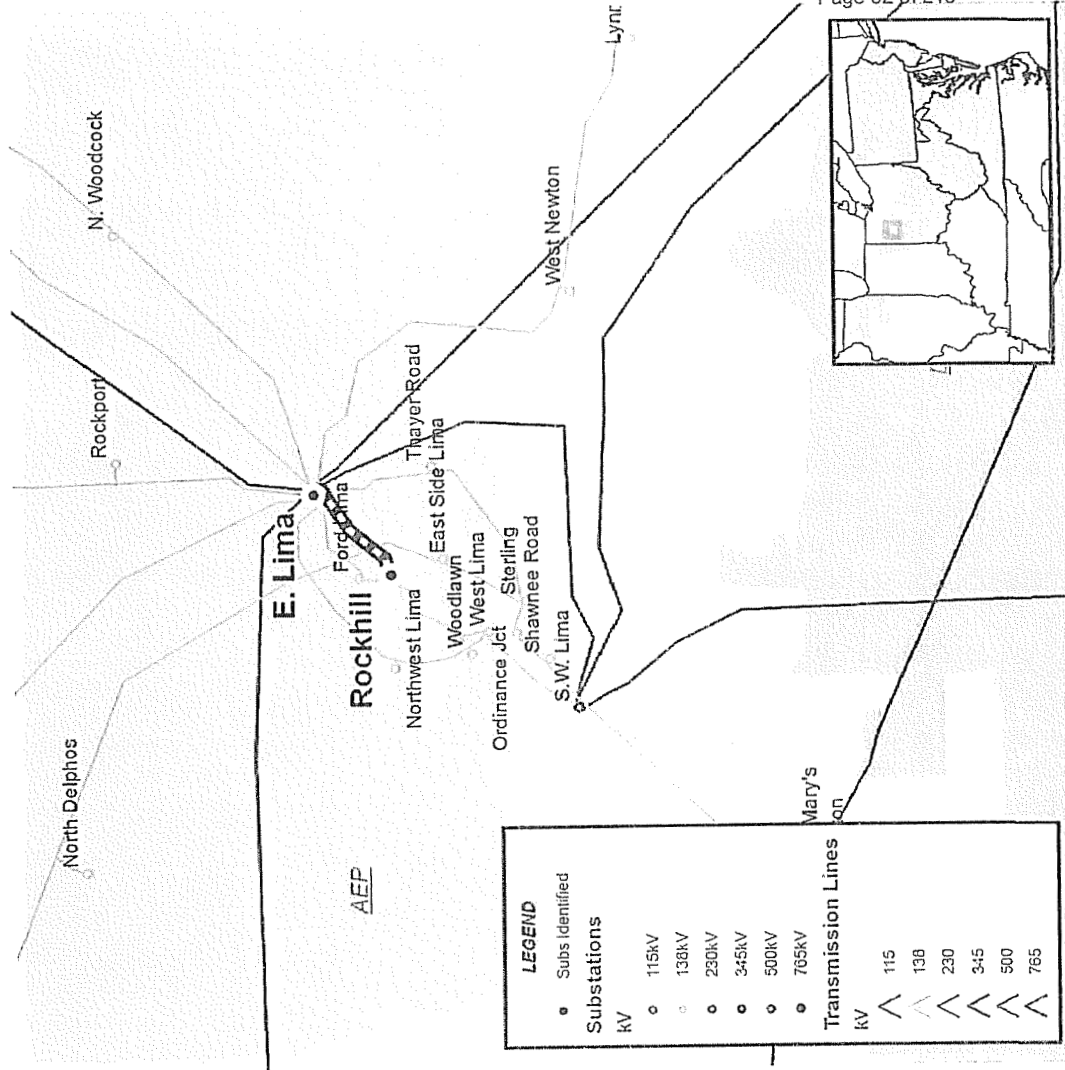 N. Woodcock
Lynn
Rockport
West Newton
Thayer Road
East Side Lima
E. Lima
Ford Lima
Sterling
Woodlawn
West Lima
Shawnee Road
Rockhill
Northwest Lima
Ordinance Jct
S.W. Lima
North Delphos
AEP
Mary's
LEGEND
Subs Identified
Substations
kV
115kV
138kV
230kV
345kV
500kV
765kV
Transmission Lines
kV
115
138
230
345
500
765